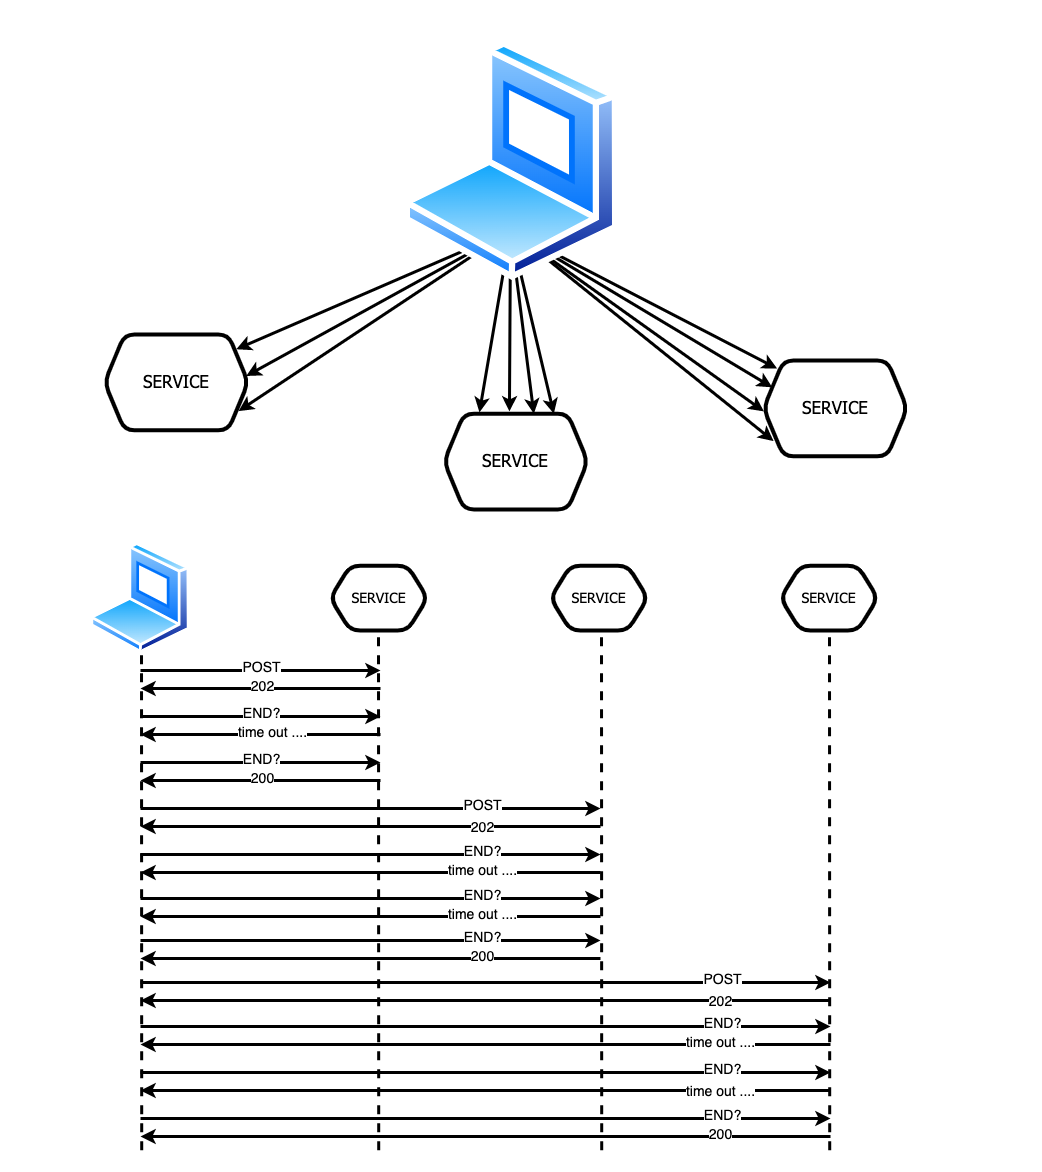 SERVICE
SERVICE
SERVICE
SERVICE
SERVICE
SERVICE
POST
202
END?
time out ....
END?
200
POST
202
END?
time out ....
END?
time out ....
END?
200
POST
202
END?
time out ....
END?
time out ....
END?
200